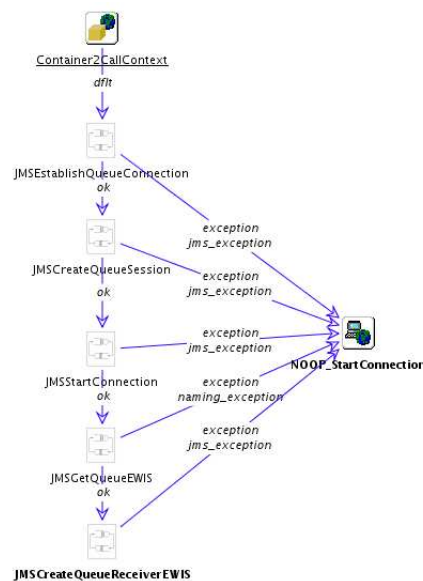 Container2CallContext
dflt
JMSEstablishQueueConnection
ok
exception
jms_exception
JMSCreateQueueSession
exception
jms_exception
ok
exception
jms_exception
NOOP_StartConnection
JMSStartConnection
ok
exception
naming_exception
exception
jms_exception
JMSGetQueueEWIS
ok
JMSCreateQueueReceiverEWIS